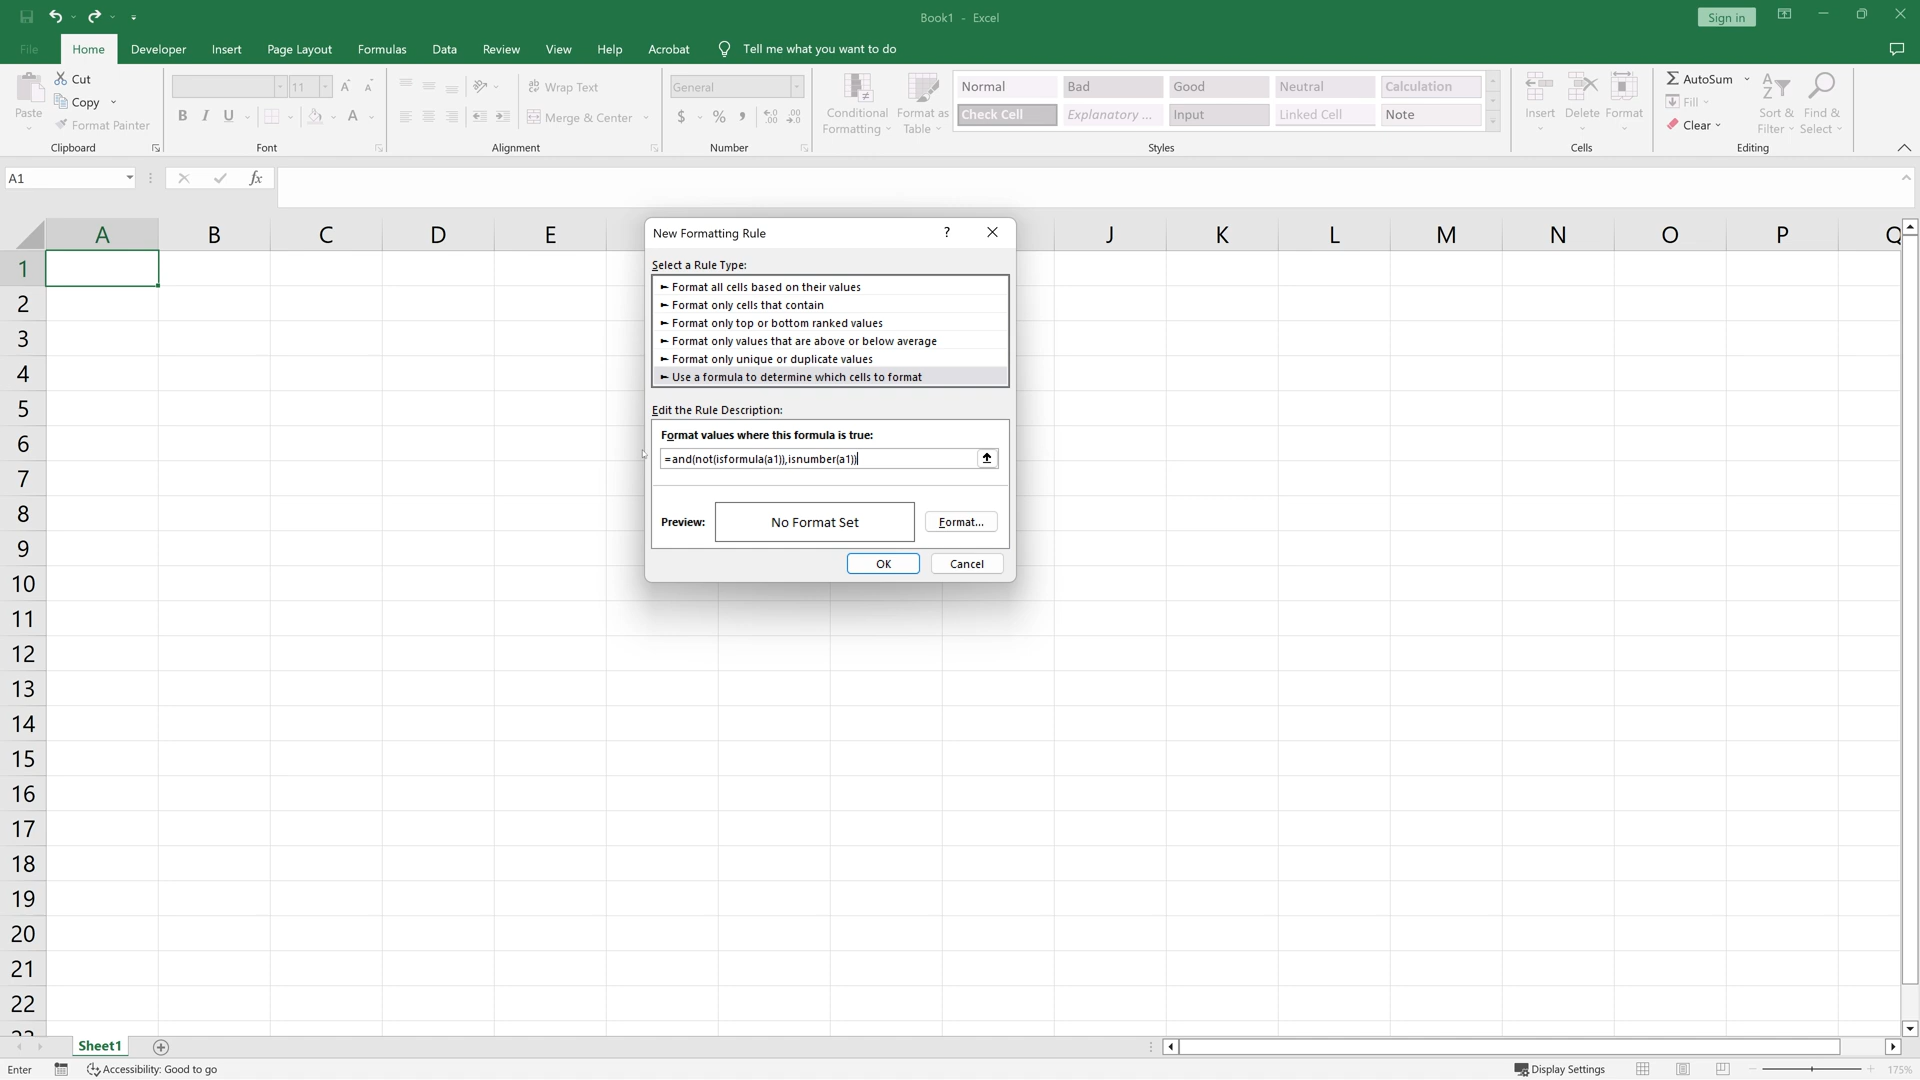 Book1 - Excel
Sign in
File Home Developer Insert Page Layout Formulas Data Review View Help Acrobat Tell me what you want to do
Paste
Cut
Copy
Format Painter
Clipboard
11
B I U A
Font
Wrap Text
Merge & Center
Alignment
General
$ % ,
Number
Conditional Formatting
Format as Table
Normal Bad Good Neutral Calculation
Check Cell Explanatory ... Input Linked Cell Note
Styles
Insert Delete Format
Cells
AutoSum
Fill
Clear
Sort & Filter
Find & Select
Editing
A1
fx
A B C D E J K L M N O P Q
New Formatting Rule ?
Select a Rule Type:
► Format all cells based on their values
► Format only cells that contain
► Format only top or bottom ranked values
► Format only values that are above or below average
► Format only unique or duplicate values
► Use a formula to determine which cells to format
Edit the Rule Description:
Format values where this formula is true:
=and(not(isformula(a1)),isnumber(a1))
Preview: No Format Set Format...
OK Cancel
1
2
3
4
5
6
7
8
9
10
11
12
13
14
15
16
17
18
19
20
21
22
23
Sheet1
Enter Accessibility: Good to go Display Settings 175%